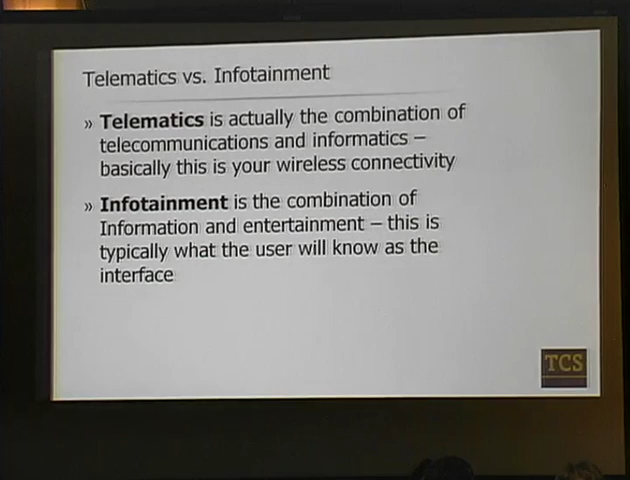 Telematics vs. Infotainment
» Telematics is actually the combination of
telecommunications and informatics –
basically this is your wireless connectivity
» Infotainment is the combination of
Information and entertainment – this is
typically what the user will know as the
interface
TCS